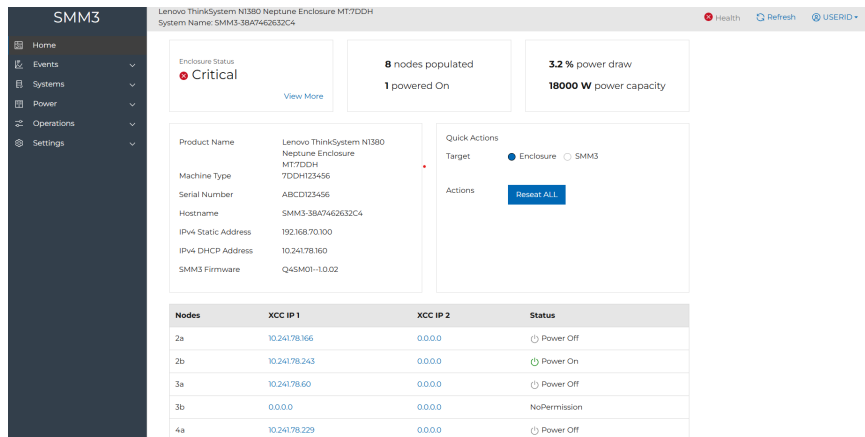 SMM3
Lenovo ThinkSystem N1380 Neptune Enclosure MT:7DDH
System Name: SMM3-38A7462632C4
Health
Refresh
USERID
Home
Events
Systems
Power
Operations
Settings
Enclosure Status
Critical
View More
8 nodes populated
1 powered On
3.2 % power draw
18000 W power capacity
Product Name Lenovo ThinkSystem N1380
Neptune Enclosure
MT:7DDH
Machine Type 7DDH123456
Serial Number ABCD123456
Hostname SMM3-38A7462632C4
IPv4 Static Address 192.168.70.100
IPv4 DHCP Address 10.241.78.160
SMM3 Firmware Q4SM01--1.0.02
Quick Actions
Target Enclosure SMM3
Actions Reseat ALL
Nodes XCC IP 1 XCC IP 2 Status
2a 10.241.78.166 0.0.0.0 Power Off
2b 10.241.78.243 0.0.0.0 Power On
3a 10.241.78.60 0.0.0.0 Power Off
3b 0.0.0.0 0.0.0.0 NoPermission
4a 10.241.78.229 0.0.0.0 Power Off